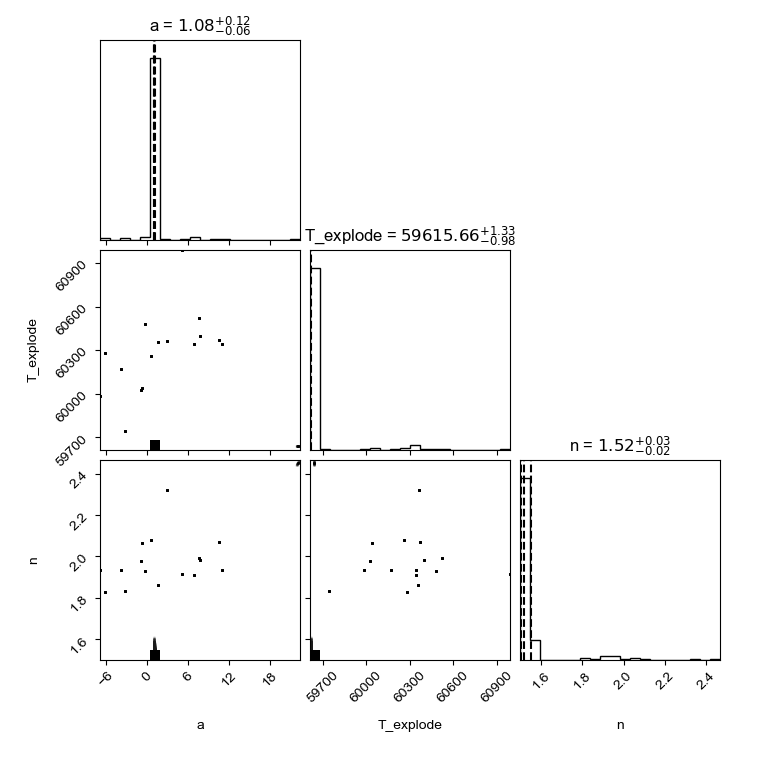 a = 1.08+0.12−0.06
T_explode = 59615.66+1.33−0.98
60900
60600
60300
60000
59700
T_explode
n = 1.52+0.03−0.02
2.4
2.2
2.0
1.8
1.6
n
−6 0 6 12 18
59700 60000 60300 60600 60900
1.6 1.8 2.0 2.2 2.4
a T_explode n